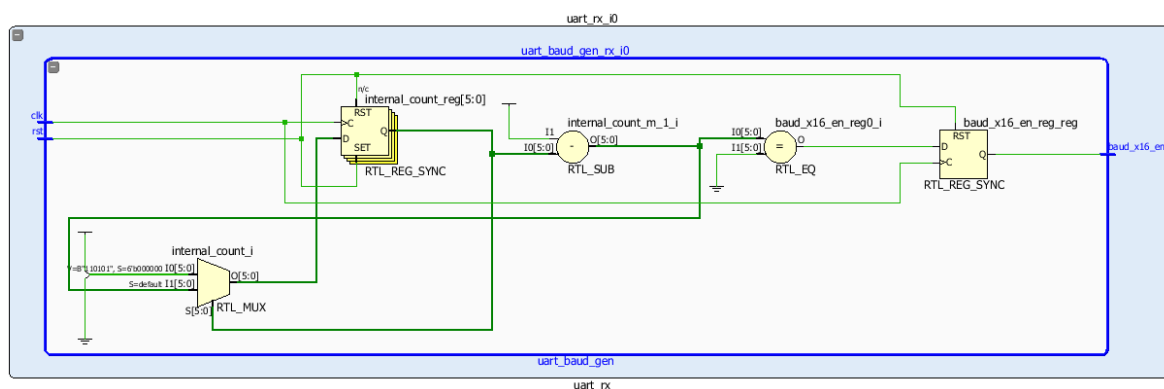 uart_rx_i0
uart_baud_gen_rx_i0
n/c
internal_count_reg[5:0]
clk
rst
RST
C
D
Q
SET
RTL_REG_SYNC
internal_count_m_1_i
I1
I0[5:0]
O[5:0]
-
RTL_SUB
baud_x16_en_reg0_i
I0[5:0]
I1[5:0]
O
=
RTL_EQ
baud_x16_en_reg_reg
RST
D
C
Q
RTL_REG_SYNC
baud_x16_en
internal_count_i
S=6'b000000 I0[5:0]
S=default I1[5:0]
O[5:0]
S[5:0]
RTL_MUX
uart_baud_gen
uart_rx